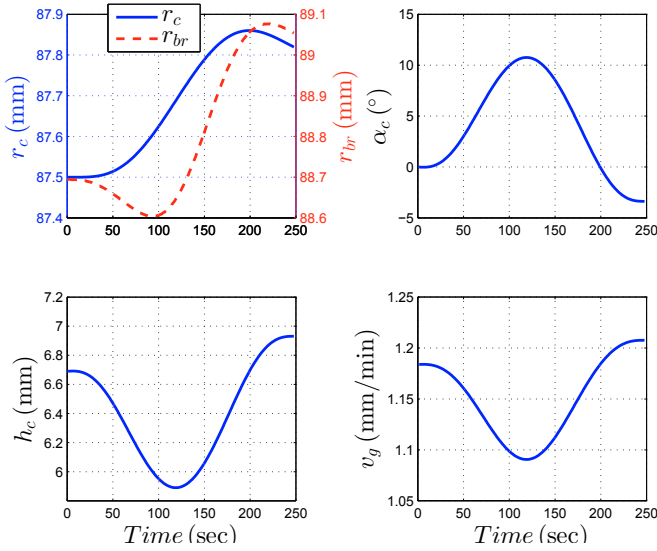 r_c
r_br
87.9
87.8
87.7
87.6
87.5
87.4
r_c (mm)
89.1
89
88.9
88.8
88.7
88.6
r_br (mm)
0 50 100 150 200 250
15
10
5
0
−5
α_c (°)
0 50 100 150 200 250
7.2
7
6.8
6.6
6.4
6.2
6
h_c (mm)
0 50 100 150 200 250
Time (sec)
1.25
1.2
1.15
1.1
1.05
v_g (mm/min)
0 50 100 150 200 250
Time (sec)